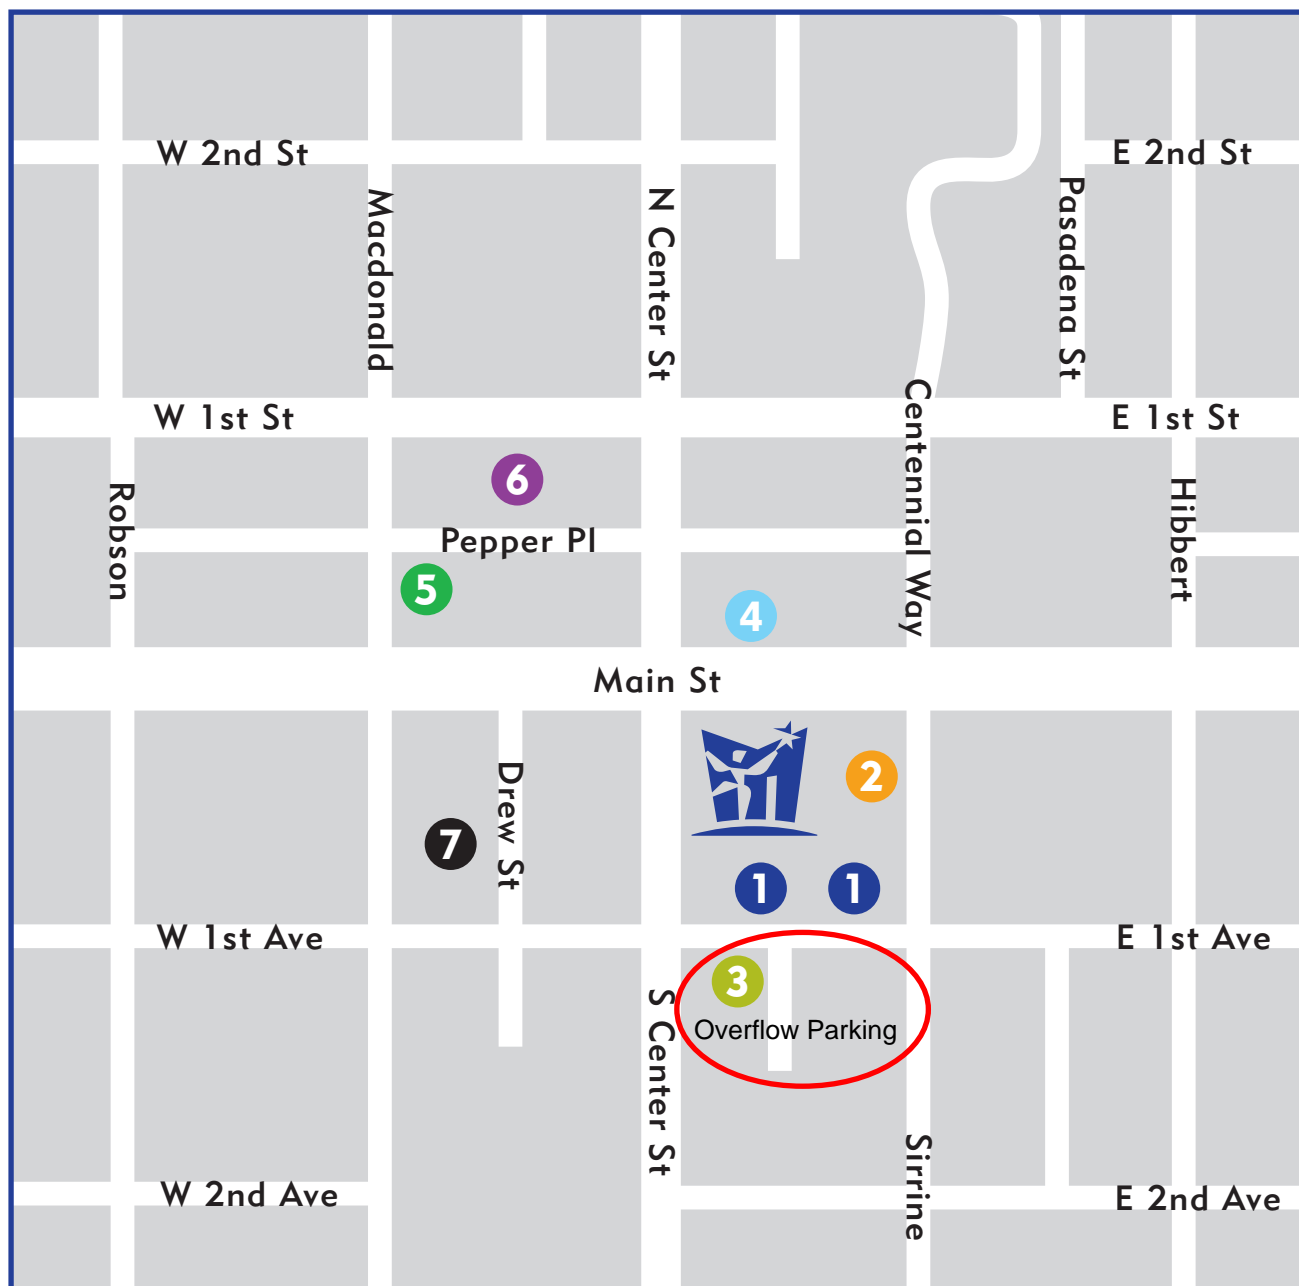 W 2nd St
E 2nd St
Macdonald
N Center St
Pasadena St
W 1st St
Centennial Way
E 1st St
6
Robson
Hibbert
Pepper Pl
5
4
Main St
Drew St
2
7
1
1
W 1st Ave
E 1st Ave
3
S Center St
Overflow Parking
Sirrine
W 2nd Ave
E 2nd Ave